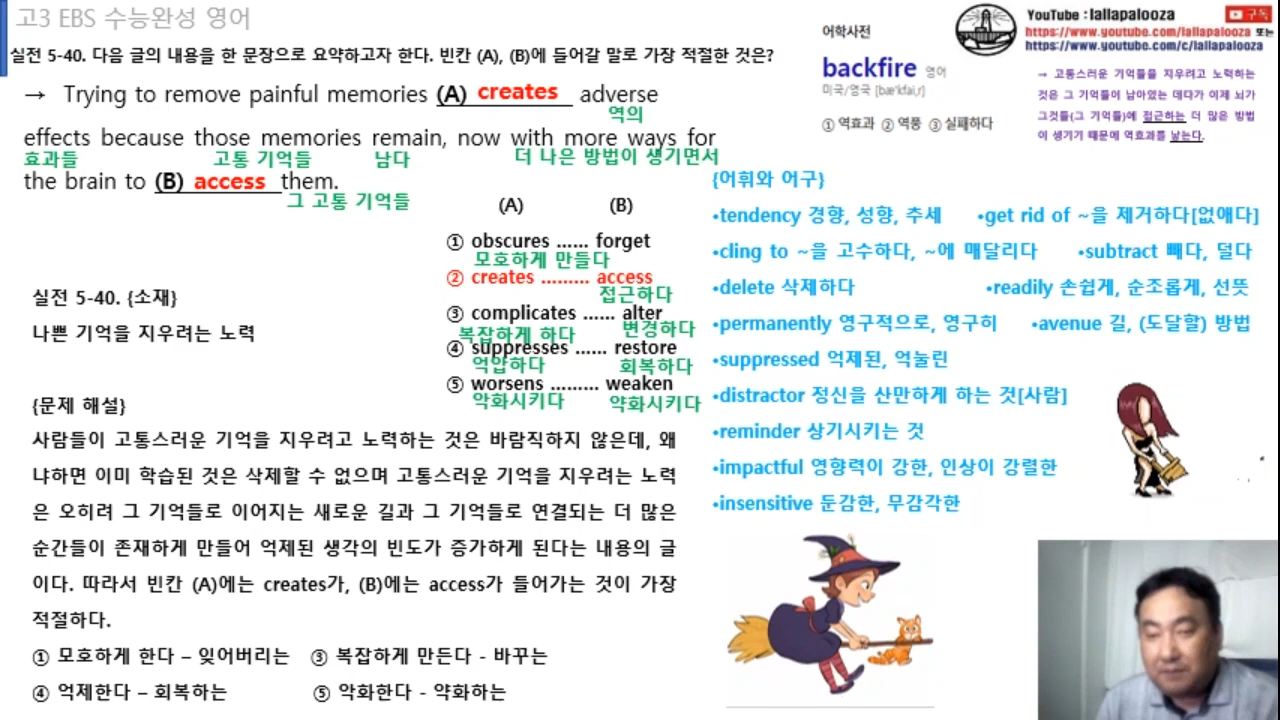 고3 EBS 수능완성 영어
실전 5-40. 다음 글의 내용을 한 문장으로 요약하고자 한다. 빈칸 (A), (B)에 들어갈 말로 가장 적절한 것은?
→ Trying to remove painful memories (A) creates adverse
역의
effects because those memories remain, now with more ways for
효과들 고통 기억들 남다 더 나은 방법이 생기면서
the brain to (B) access them.
그 고통 기억들
(A) (B)
① obscures ...... forget
모호하게 만들다
② creates ......... access
접근하다
③ complicates ...... alter
복잡하게 하다 변경하다
④ suppresses ...... restore
억압하다 회복하다
⑤ worsens ......... weaken
악화시키다 약화시키다
실전 5-40. {소재}
나쁜 기억을 지우려는 노력
{문제 해설}
사람들이 고통스러운 기억을 지우려고 노력하는 것은 바람직하지 않은데, 왜
냐하면 이미 학습된 것은 삭제할 수 없으며 고통스러운 기억을 지우려는 노력
은 오히려 그 기억들로 이어지는 새로운 길과 그 기억들로 연결되는 더 많은
순간들이 존재하게 만들어 억제된 생각의 빈도가 증가하게 된다는 내용의 글
이다. 따라서 빈칸 (A)에는 creates가, (B)에는 access가 들어가는 것이 가장
적절하다.
① 모호하게 한다 – 잊어버리는 ③ 복잡하게 만든다 - 바꾸는
④ 억제한다 – 회복하는 ⑤ 악화한다 - 약화하는
어학사전
backfire 영어
미국/영국 [bæˈkfai,r]
① 역효과 ② 역풍 ③ 실패하다
YouTube : lallapalooza
구독
https://www.youtube.com/lallapalooza 또는
https://www.youtube.com/c/lallapalooza
→ 고통스러운 기억들을 지우려고 노력하는
것은 그 기억들이 남아있는 데다가 이제 뇌가
그것들(그 기억들)에 접근하는 더 많은 방법
이 생기기 때문에 역효과를 낳는다.
{어휘와 어구}
•tendency 경향, 성향, 추세 •get rid of ~을 제거하다[없애다]
•cling to ~을 고수하다, ~에 매달리다 •subtract 빼다, 덜다
•delete 삭제하다 •readily 손쉽게, 순조롭게, 선뜻
•permanently 영구적으로, 영구히 •avenue 길, (도달할) 방법
•suppressed 억제된, 억눌린
•distractor 정신을 산만하게 하는 것[사람]
•reminder 상기시키는 것
•impactful 영향력이 강한, 인상이 강렬한
•insensitive 둔감한, 무감각한